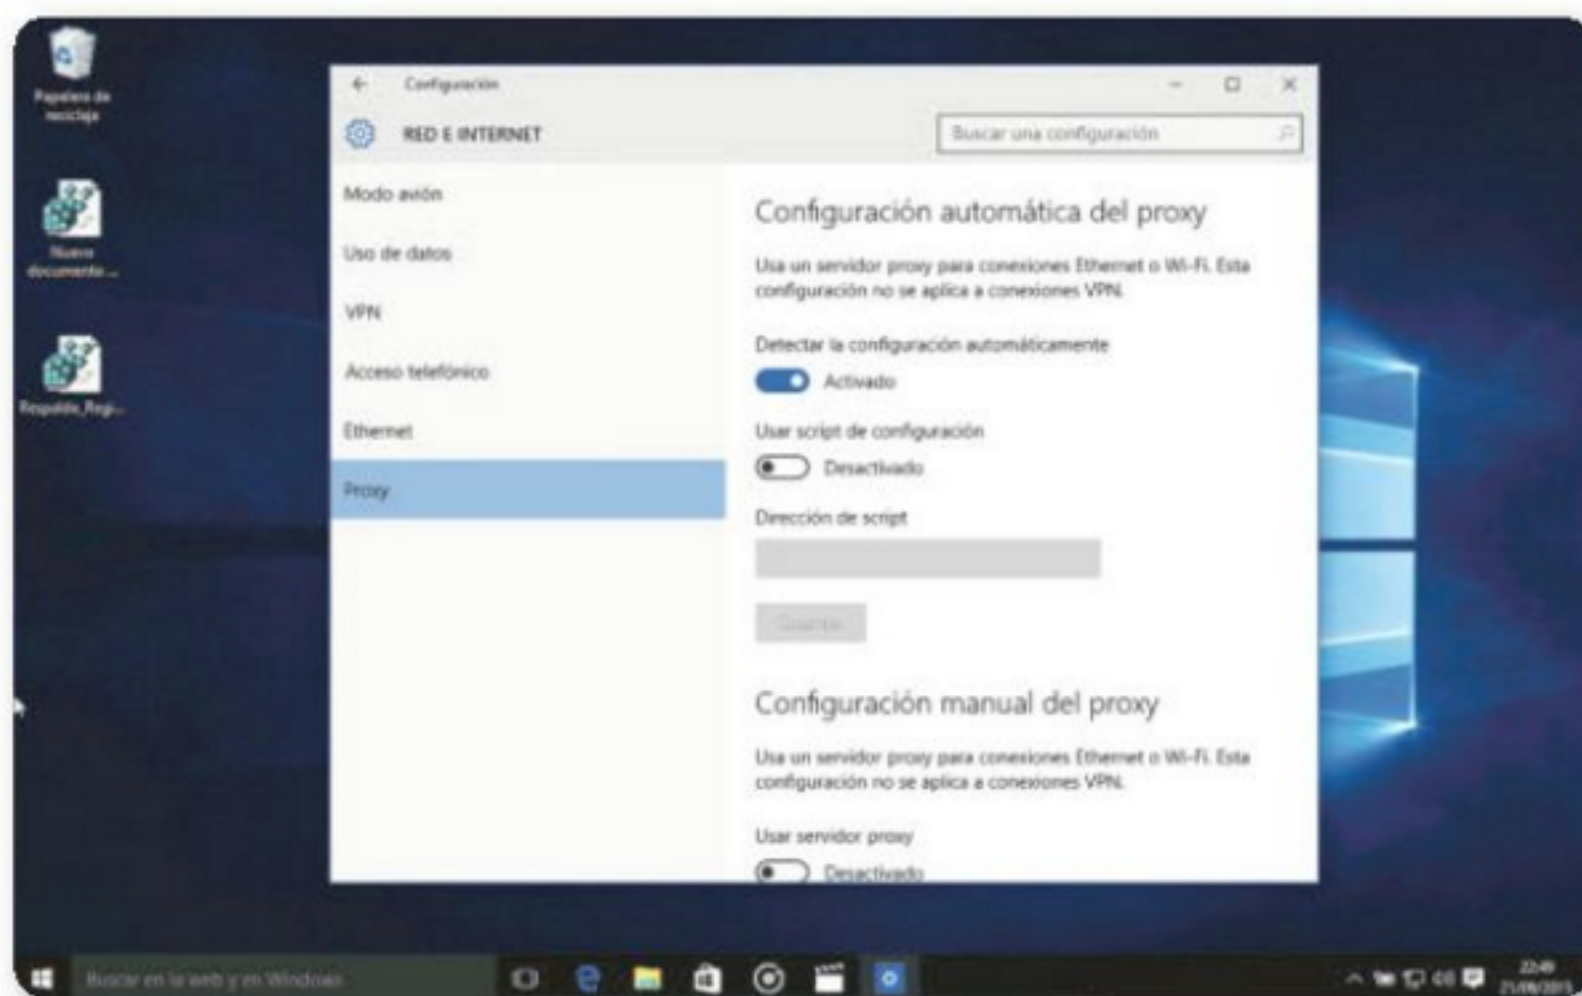 Papelera de
reciclaje
Nuevo
documento ...
Respaldo_Regi...
Configuración
RED E INTERNET
Buscar una configuración
Modo avión
Uso de datos
VPN
Acceso telefónico
Ethernet
Proxy
Configuración automática del proxy
Usa un servidor proxy para conexiones Ethernet o Wi-Fi. Esta
configuración no se aplica a conexiones VPN.
Detectar la configuración automáticamente
Activado
Usar script de configuración
Desactivado
Dirección de script
Guardar
Configuración manual del proxy
Usa un servidor proxy para conexiones Ethernet o Wi-Fi. Esta
configuración no se aplica a conexiones VPN.
Usar servidor proxy
Desactivado
Buscar en la web y en Windows
22:49